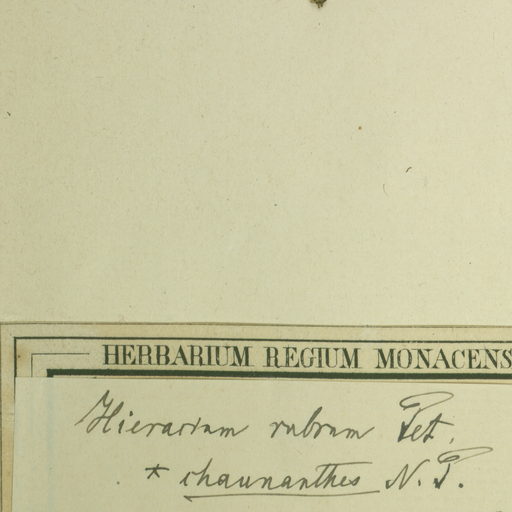 HERBARIUM REGIUM MONACENS
Hieracium rubrum Pet.
* chaunanthes N. P.